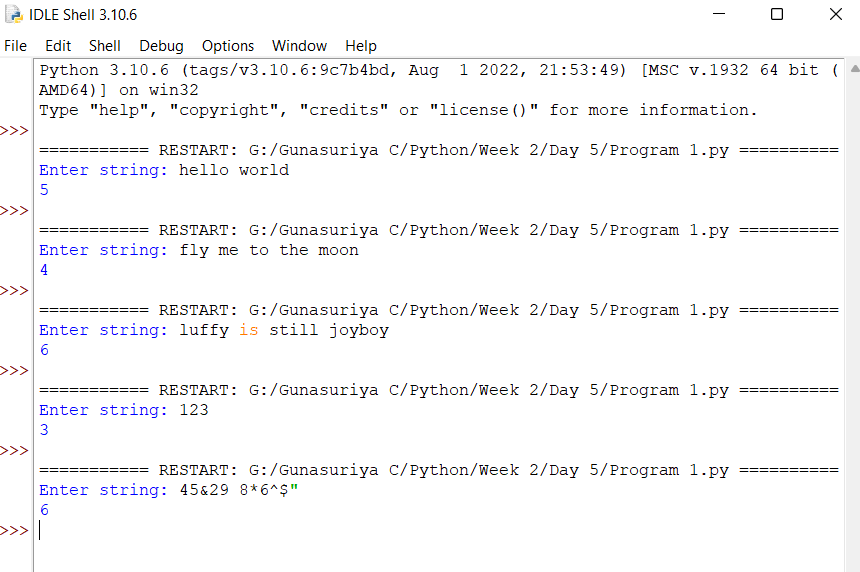 IDLE Shell 3.10.6
File Edit Shell Debug Options Window Help
Python 3.10.6 (tags/v3.10.6:9c7b4bd, Aug  1 2022, 21:53:49) [MSC v.1932 64 bit (
AMD64)] on win32
Type "help", "copyright", "credits" or "license()" for more information.
>>>
=========== RESTART: G:/Gunasuriya C/Python/Week 2/Day 5/Program 1.py ==========
Enter string: hello world
5
>>>
=========== RESTART: G:/Gunasuriya C/Python/Week 2/Day 5/Program 1.py ==========
Enter string: fly me to the moon
4
>>>
=========== RESTART: G:/Gunasuriya C/Python/Week 2/Day 5/Program 1.py ==========
Enter string: luffy is still joyboy
6
>>>
=========== RESTART: G:/Gunasuriya C/Python/Week 2/Day 5/Program 1.py ==========
Enter string: 123
3
>>>
=========== RESTART: G:/Gunasuriya C/Python/Week 2/Day 5/Program 1.py ==========
Enter string: 45&29 8*6^$"
6
>>>